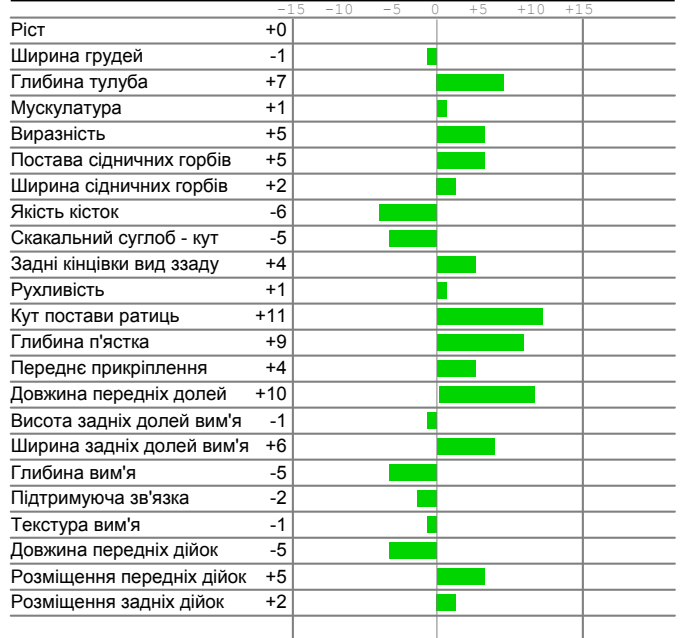 -15 -10 -5 0 +5 +10 +15
Ріст +0
Ширина грудей -1
Глибина тулуба +7
Мускулатура +1
Виразність +5
Постава сідничних горбів +5
Ширина сідничних горбів +2
Якість кісток -6
Скакальний суглоб - кут -5
Задні кінцівки вид ззаду +4
Рухливість +1
Кут постави ратиць +11
Глибина п'ястка +9
Переднє прикріплення +4
Довжина передніх долей +10
Висота задніх долей вим'я -1
Ширина задніх долей вим'я +6
Глибина вим'я -5
Підтримуюча зв'язка -2
Текстура вим'я -1
Довжина передніх дійок -5
Розміщення передніх дійок +5
Розміщення задніх дійок +2